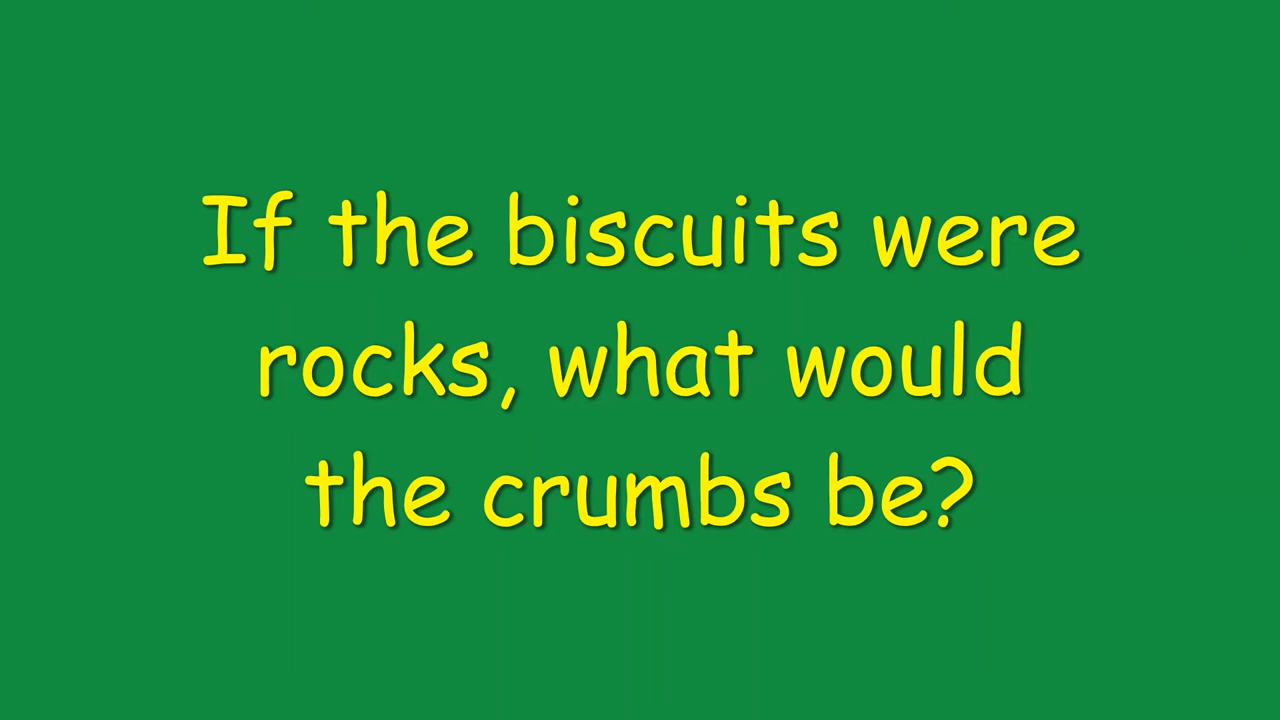 If the biscuits were
rocks, what would
the crumbs be?